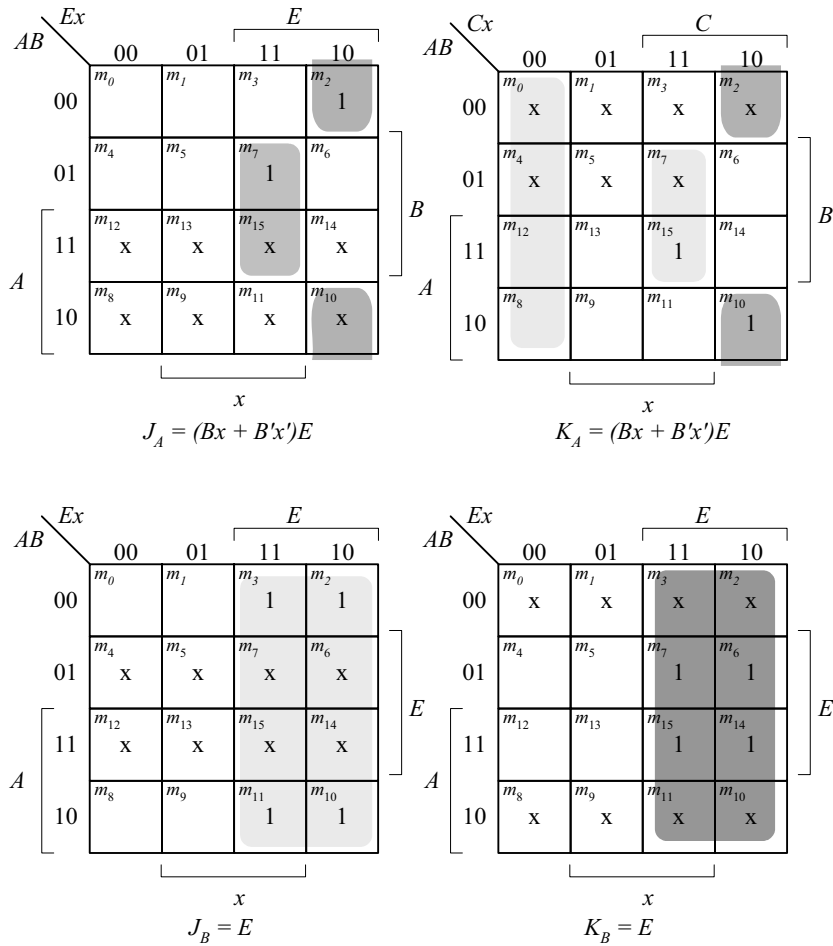 Ex E Cx C
AB 00 01 11 10 AB 00 01 11 10
m0 m1 m3 m2 m0 m1 m3 m2
00 1 00 x x x x
m4 m5 m7 m6 m4 m5 m7 m6
01 1 B 01 x x x B
m12 m13 m15 m14 m12 m13 m15 m14
11 x x x x 11 1
A A
m8 m9 m11 m10 m8 m9 m11 m10
10 x x x x 10 1
x x
J_A = (Bx + B'x')E K_A = (Bx + B'x')E
Ex E Ex E
AB 00 01 11 10 AB 00 01 11 10
m0 m1 m3 m2 m0 m1 m3 m2
00 1 1 00 x x x x
m4 m5 m7 m6 m4 m5 m7 m6
01 x x x x E 01 1 1 E
m12 m13 m15 m14 m12 m13 m15 m14
11 x x x x 11 1 1
A A
m8 m9 m11 m10 m8 m9 m11 m10
10 1 1 10 x x x x
x x
J_B = E K_B = E